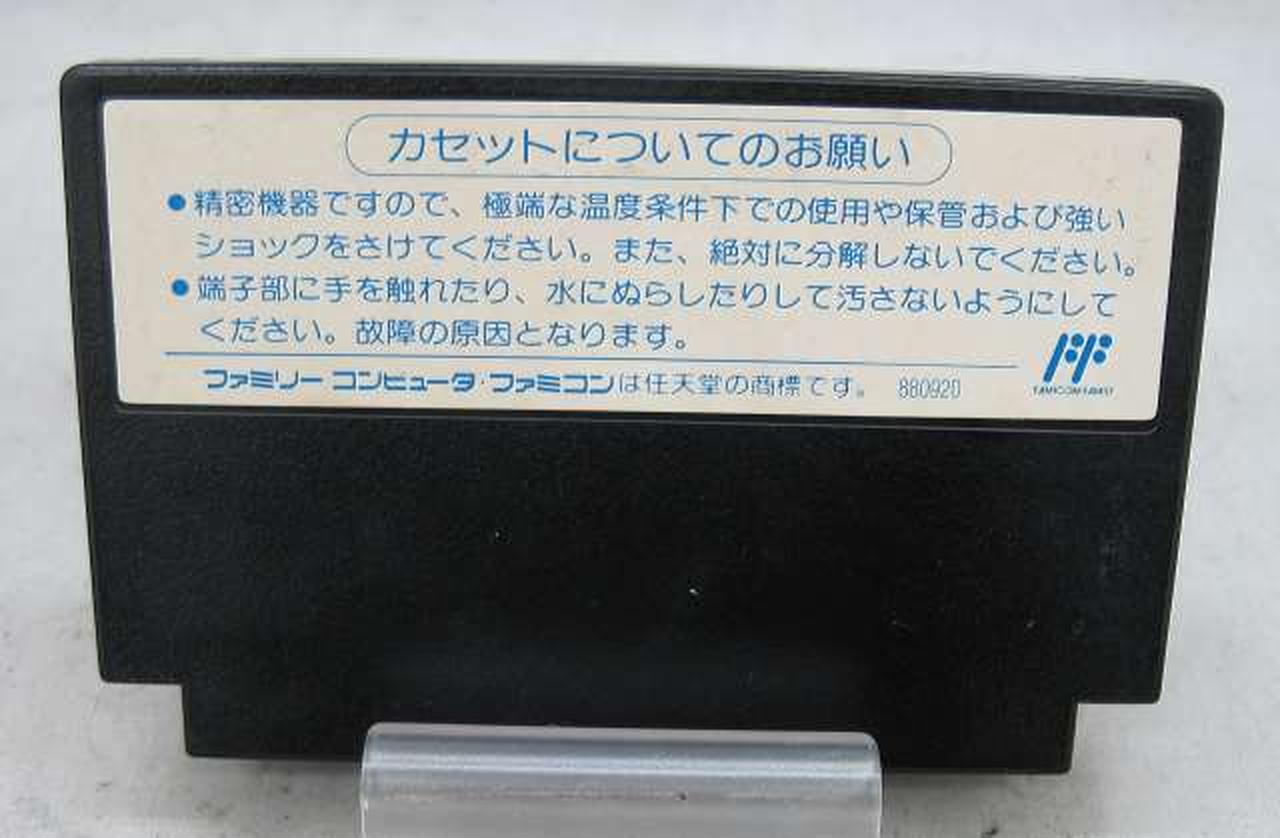 カセットについてのお願い
●精密機器ですので、極端な温度条件下での使用や保管および強い
ショックをさけてください。また、絶対に分解しないでください。
●端子部に手を触れたり、水にぬらしたりして汚さないようにして
ください。故障の原因となります。
ファミリー コンピュータ・ファミコンは任天堂の商標です。 880920
FAMICOM FAMILY